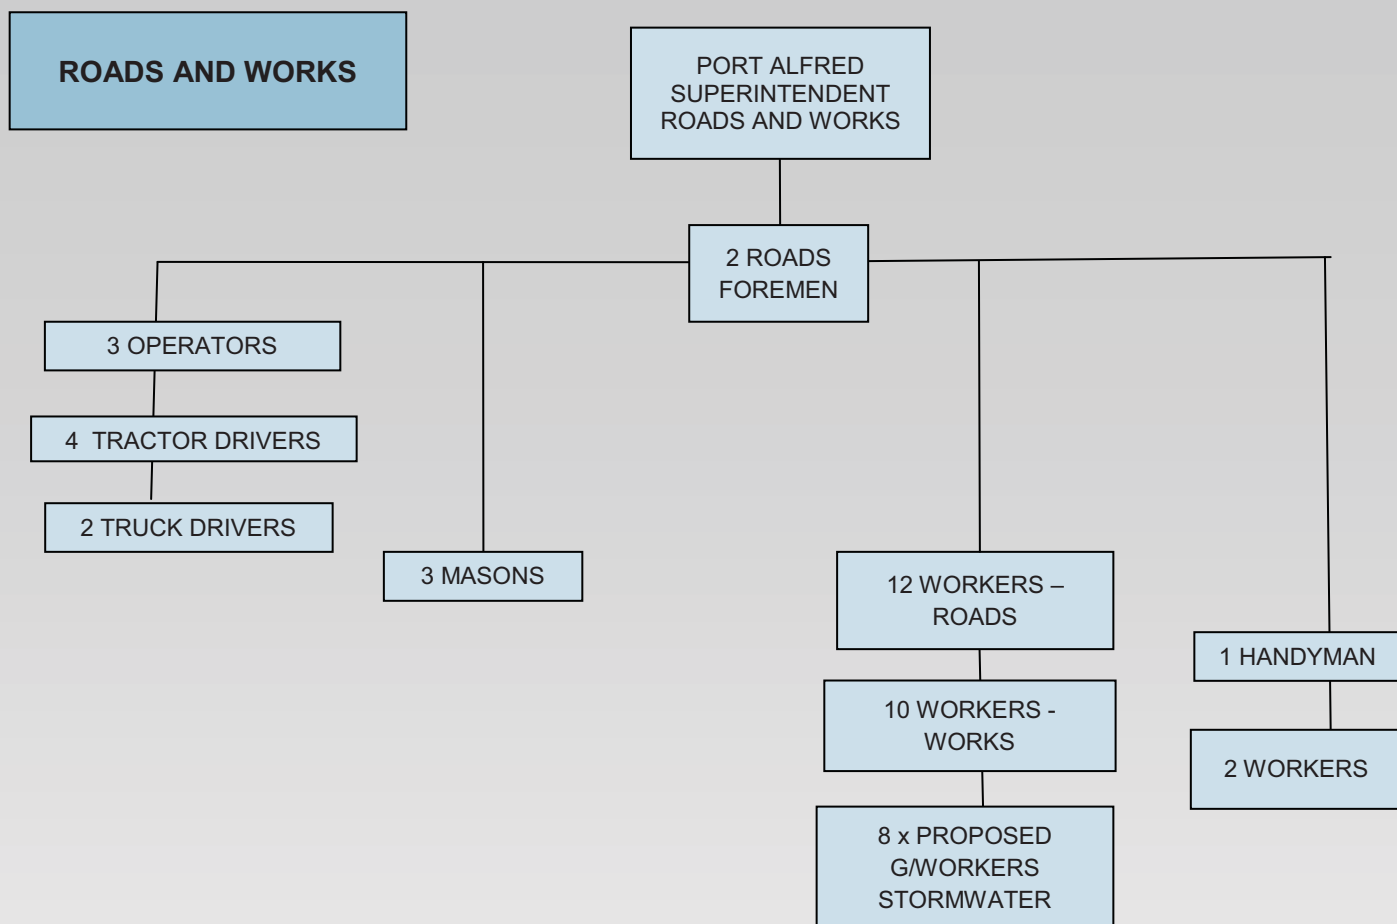 ROADS AND WORKS
PORT ALFRED
SUPERINTENDENT
ROADS AND WORKS
2 ROADS
FOREMEN
3 OPERATORS
4 TRACTOR DRIVERS
2 TRUCK DRIVERS
3 MASONS
12 WORKERS –
ROADS
10 WORKERS -
WORKS
8 x PROPOSED
G/WORKERS
STORMWATER
1 HANDYMAN
2 WORKERS